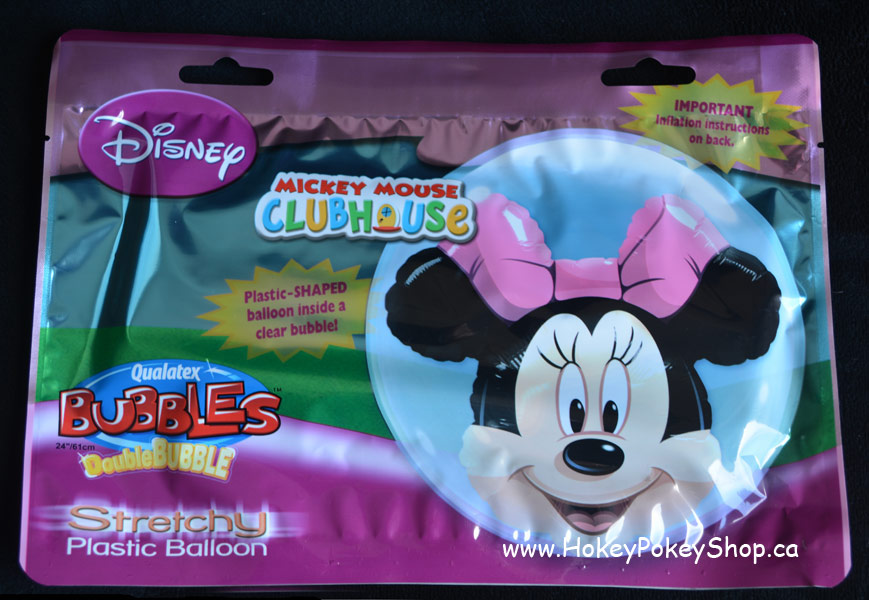 Disney
IMPORTANT
Inflation instructions
on back.
MICKEY MOUSE
CLUBHOUSE
Plastic-SHAPED
balloon inside a
clear bubble!
Qualatex
BUBBLES™
24"/61cm
DoubleBUBBLE
Stretchy
Plastic Balloon
www.HokeyPokeyShop.ca